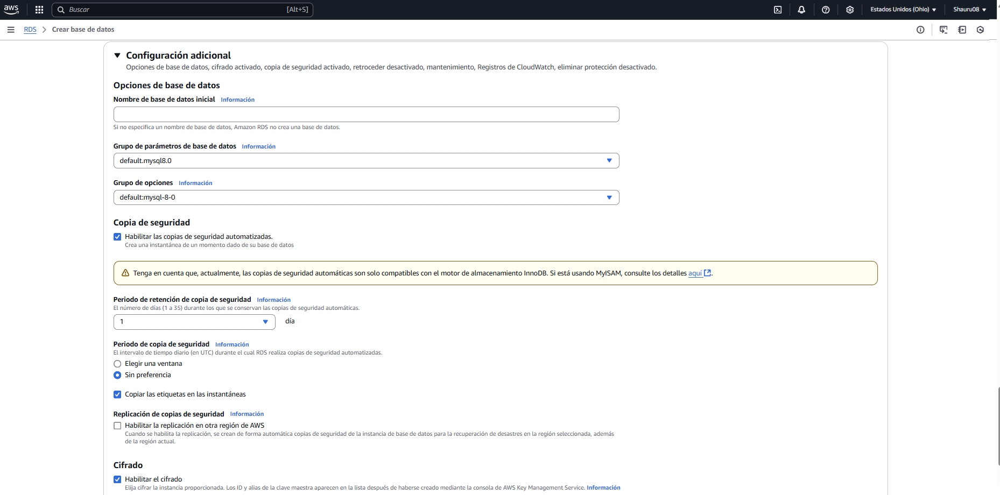 aws
Buscar
[Alt+S]
Estados Unidos (Ohio)
Shauru08
RDS
Crear base de datos
Configuración adicional
Opciones de base de datos, cifrado activado, copia de seguridad activado, retroceder desactivado, mantenimiento, Registros de CloudWatch, eliminar protección desactivado.
Opciones de base de datos
Nombre de base de datos inicial Información
Si no especifica un nombre de base de datos, Amazon RDS no crea una base de datos.
Grupo de parámetros de base de datos Información
default.mysql8.0
Grupo de opciones Información
default:mysql-8-0
Copia de seguridad
Habilitar las copias de seguridad automatizadas.
Crea una instantánea de un momento dado de su base de datos
Tenga en cuenta que, actualmente, las copias de seguridad automáticas son solo compatibles con el motor de almacenamiento InnoDB. Si está usando MyISAM, consulte los detalles aquí.
Periodo de retención de copia de seguridad Información
El número de días (1 a 35) durante los que se conservan las copias de seguridad automáticas.
1 día
Periodo de copia de seguridad Información
El intervalo de tiempo diario (en UTC) durante el cual RDS realiza copias de seguridad automatizadas.
Elegir una ventana
Sin preferencia
Copiar las etiquetas en las instantáneas
Replicación de copias de seguridad Información
Habilitar la replicación en otra región de AWS
Cuando se habilita la replicación, se crean de forma automática copias de seguridad de la instancia de base de datos para la recuperación de desastres en la región seleccionada, además
de la región actual.
Cifrado
Habilitar el cifrado
Elija cifrar la instancia proporcionada. Los ID y alias de la clave maestra aparecen en la lista después de haberse creado mediante la consola de AWS Key Management Service. Información